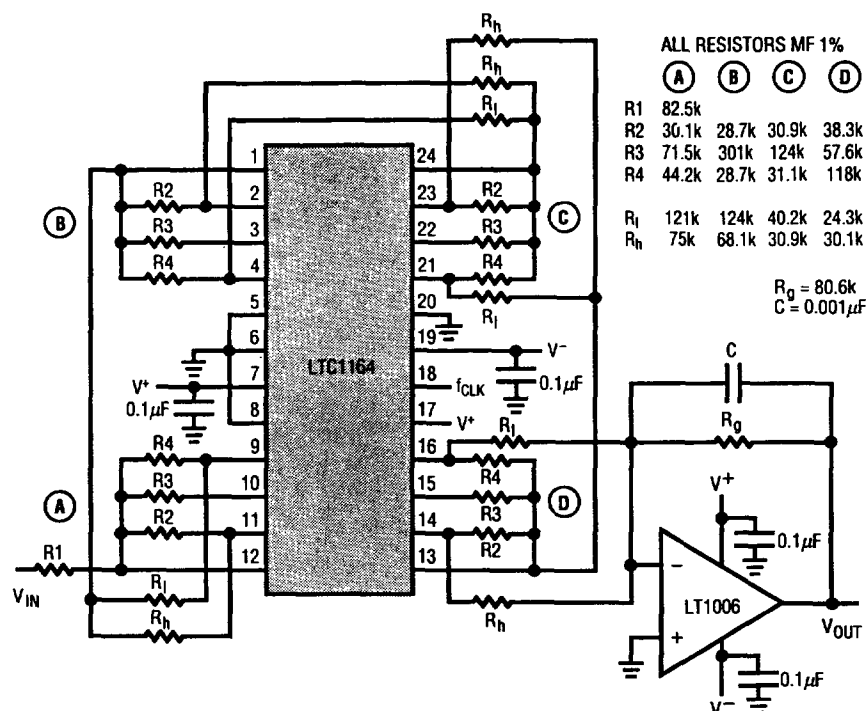 Rh
Rh
Rl
ALL RESISTORS MF 1%
A B C D
R1 82.5k
R2 30.1k 28.7k 30.9k 38.3k
R3 71.5k 301k 124k 57.6k
R4 44.2k 28.7k 31.1k 118k
Rl 121k 124k 40.2k 24.3k
Rh 75k 68.1k 30.9k 30.1k
Rg = 80.6k
C = 0.001µF
1 24
R2 2 23 R2
B R3 3 22 R3 C
R4 4 21 R4
5 20 Rl
6 19 V−
LTC1164
V+ 7 18 fCLK 0.1µF
0.1µF 8 17 V+
R4 9 16 Rl
R3 10 15 R4
A R2 11 14 R3 D
R1 12 13 R2
VIN
Rl
Rh
Rh
C
Rg
V+
0.1µF
−
LT1006
+
VOUT
0.1µF
V−